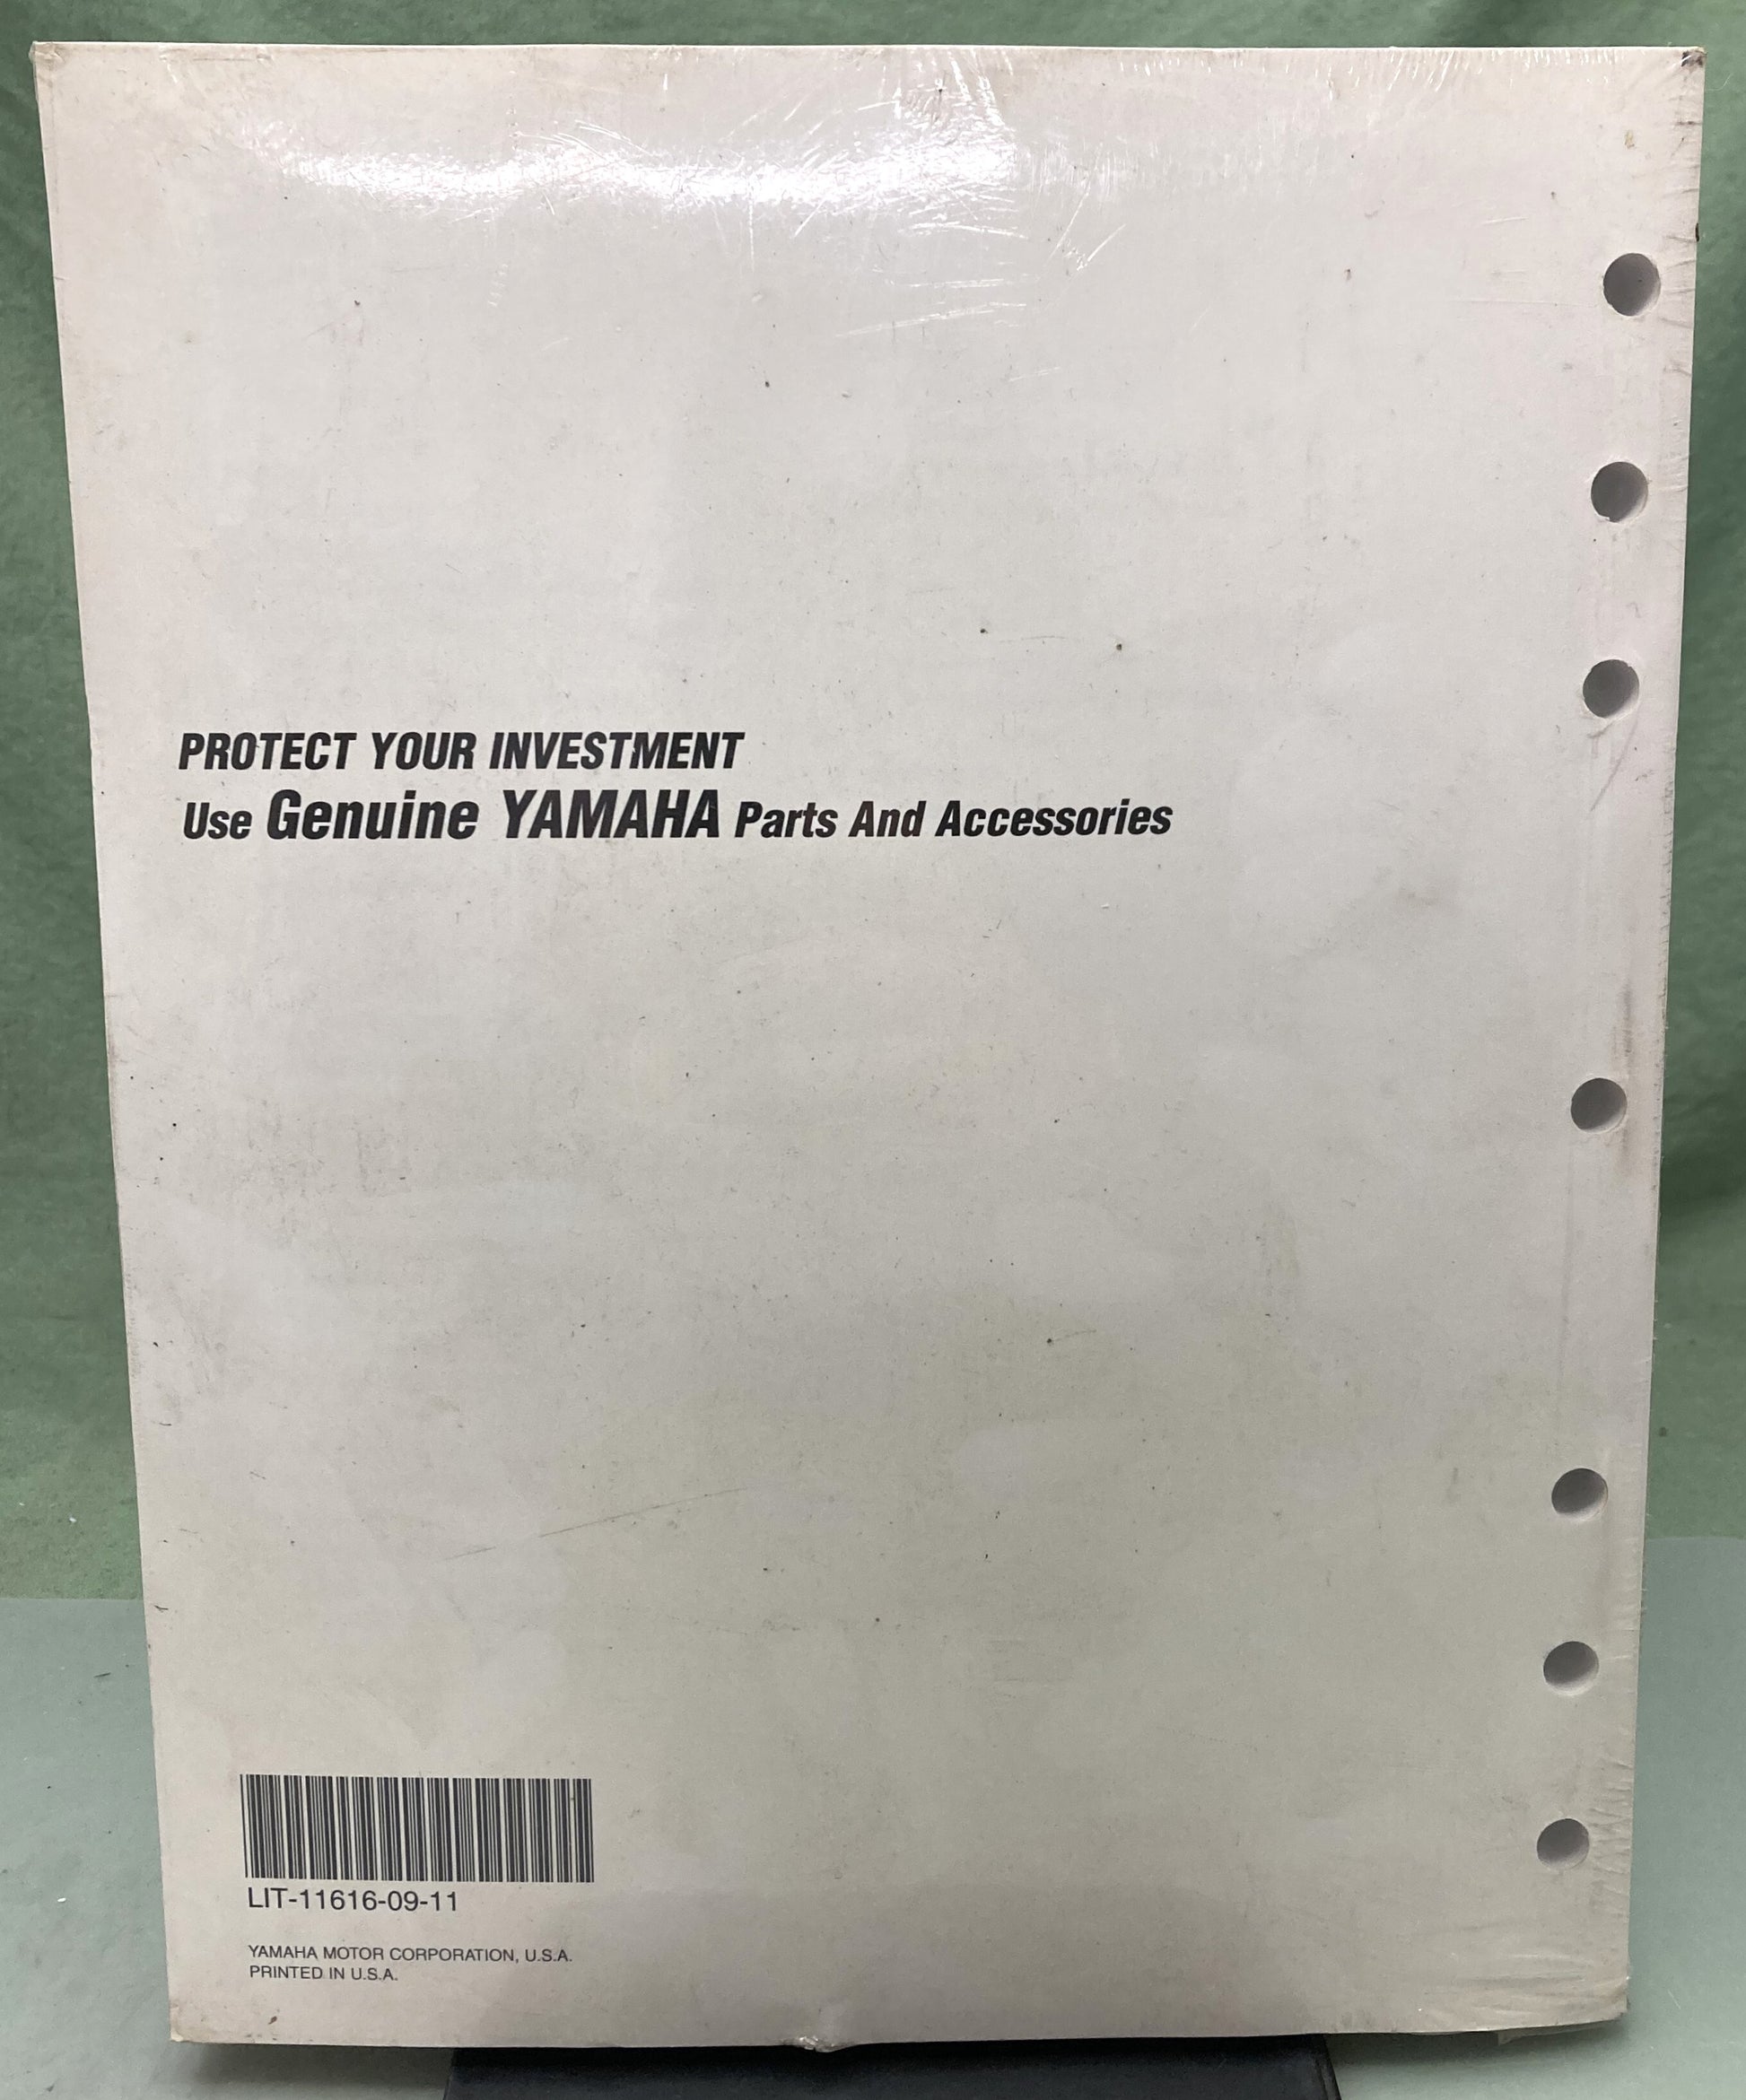 PROTECT YOUR INVESTMENT
Use Genuine YAMAHA Parts And Accessories
LIT-11616-09-11
YAMAHA MOTOR CORPORATION, U.S.A.
PRINTED IN U.S.A.